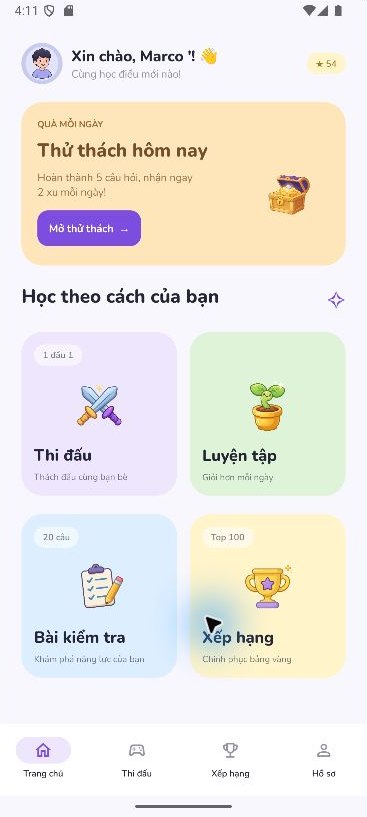 4:11
Xin chào, Marco '! 👋
Cùng học điều mới nào!
★ 54
QUÀ MỖI NGÀY
Thử thách hôm nay
Hoàn thành 5 câu hỏi, nhận ngay
2 xu mỗi ngày!
Mở thử thách →
Học theo cách của bạn
1 đấu 1
Thi đấu
Thách đấu cùng bạn bè
Luyện tập
Giỏi hơn mỗi ngày
20 câu
Bài kiểm tra
Khám phá năng lực của bạn
Top 100
Xếp hạng
Chinh phục bảng vàng
Trang chủ
Thi đấu
Xếp hạng
Hồ sơ